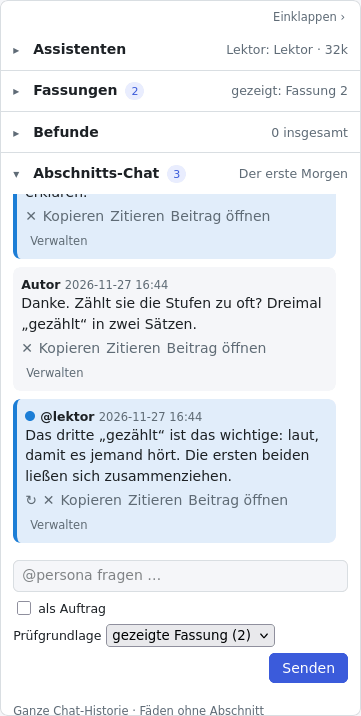 Einklappen ›
▸ Assistenten Lektor: Lektor · 32k
▸ Fassungen 2 gezeigt: Fassung 2
▸ Befunde 0 insgesamt
▾ Abschnitts-Chat 3 Der erste Morgen
erklären.
✕ Kopieren Zitieren Beitrag öffnen
Verwalten
Autor 2026-11-27 16:44
Danke. Zählt sie die Stufen zu oft? Dreimal
„gezählt“ in zwei Sätzen.
✕ Kopieren Zitieren Beitrag öffnen
Verwalten
@lektor 2026-11-27 16:44
Das dritte „gezählt“ ist das wichtige: laut,
damit es jemand hört. Die ersten beiden
ließen sich zusammenziehen.
↻ ✕ Kopieren Zitieren Beitrag öffnen
Verwalten
@persona fragen …
als Auftrag
Prüfgrundlage gezeigte Fassung (2)
Senden
Ganze Chat-Historie · Fäden ohne Abschnitt